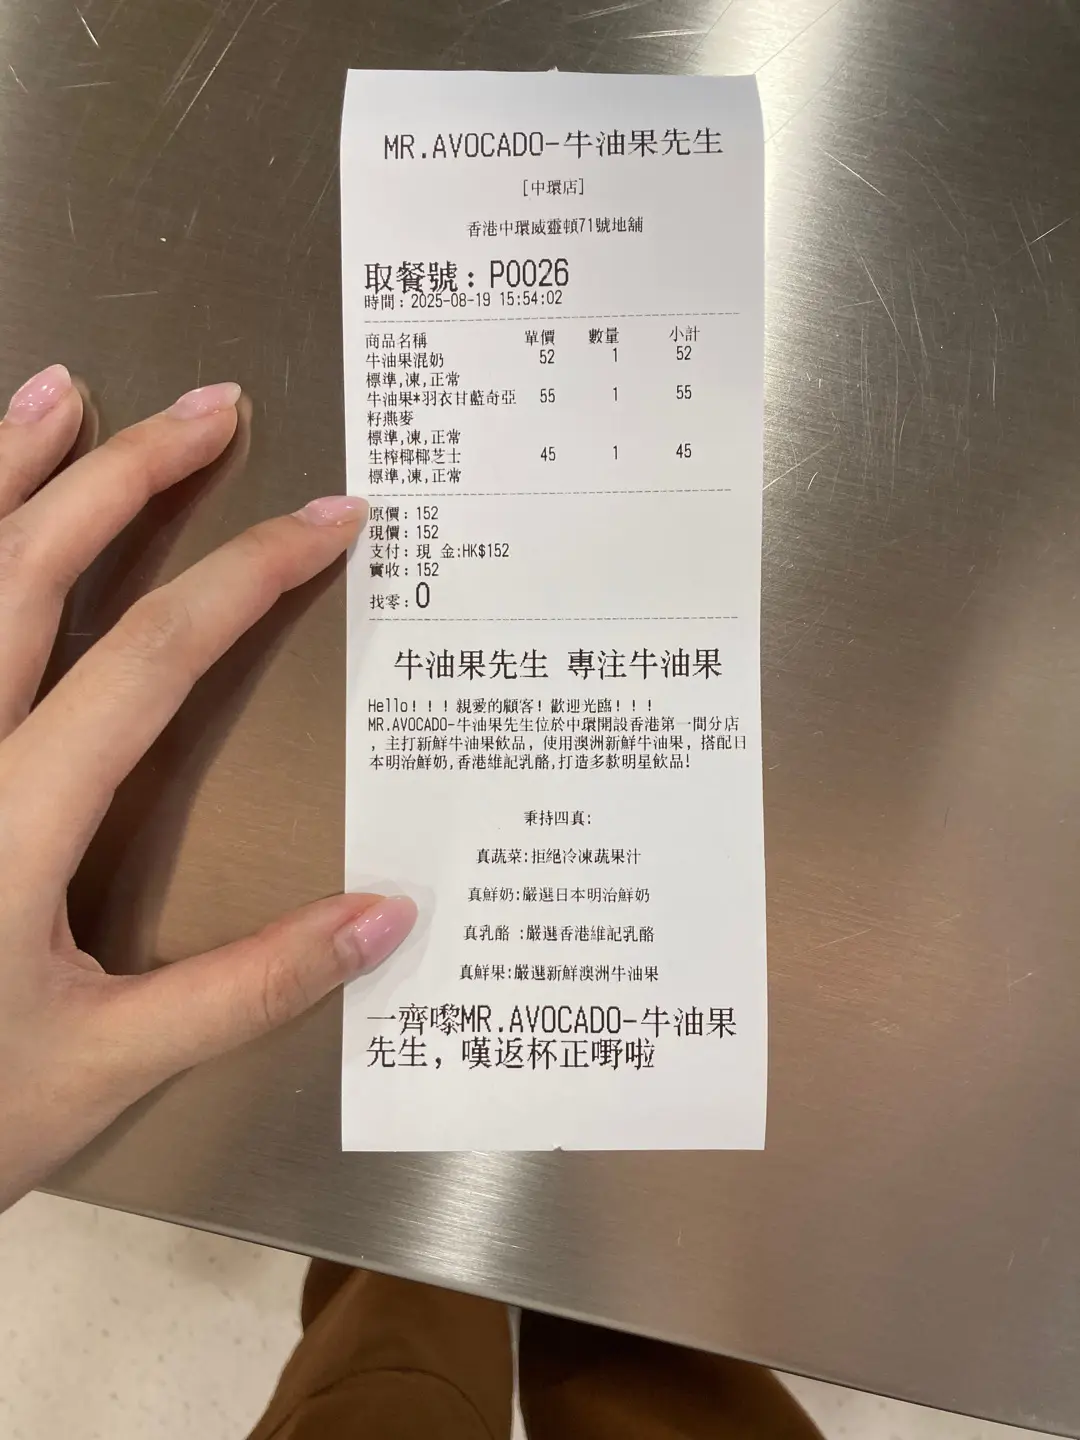 MR.AVOCADO-牛油果先生
[中環店]
香港中環威靈頓71號地舖
取餐號: P0026
時間: 2025-08-19 15:54:02
商品名稱 單價 數量 小計
牛油果混奶 52 1 52
標準,凍,正常
牛油果*羽衣甘藍奇亞 55 1 55
籽燕麥
標準,凍,正常
生榨椰椰芝士 45 1 45
標準,凍,正常
原價: 152
現價: 152
支付: 現 金:HK$152
實收: 152
找零: 0
牛油果先生 專注牛油果
Hello!!!親愛的顧客!歡迎光臨!!!
MR.AVOCADO-牛油果先生位於中環開設香港第一間分店
,主打新鮮牛油果飲品,使用澳洲新鮮牛油果,搭配日
本明治鮮奶,香港維記乳酪,打造多款明星飲品!
秉持四真:
真蔬菜:拒絕冷凍蔬果汁
真鮮奶:嚴選日本明治鮮奶
真乳酪 :嚴選香港維記乳酪
真鮮果:嚴選新鮮澳洲牛油果
一齊嚟MR.AVOCADO-牛油果
先生,嘆返杯正嘢啦